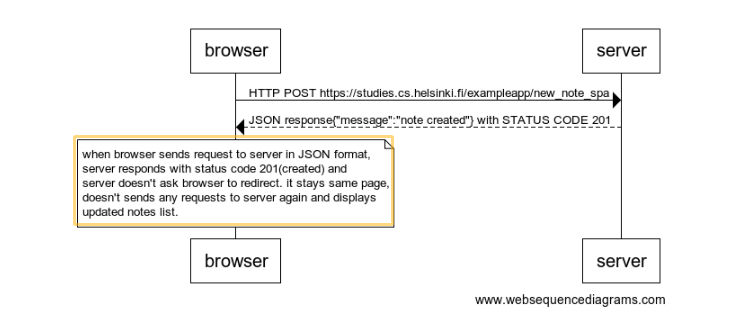 browser
server
HTTP POST https://studies.cs.helsinki.fi/exampleapp/new_note_spa
JSON response{"message":"note created"} with STATUS CODE 201
when browser sends request to server in JSON format,
server responds with status code 201(created) and
server doesn't ask browser to redirect. it stays same page,
doesn't sends any requests to server again and displays
updated notes list.
browser
server
www.websequencediagrams.com